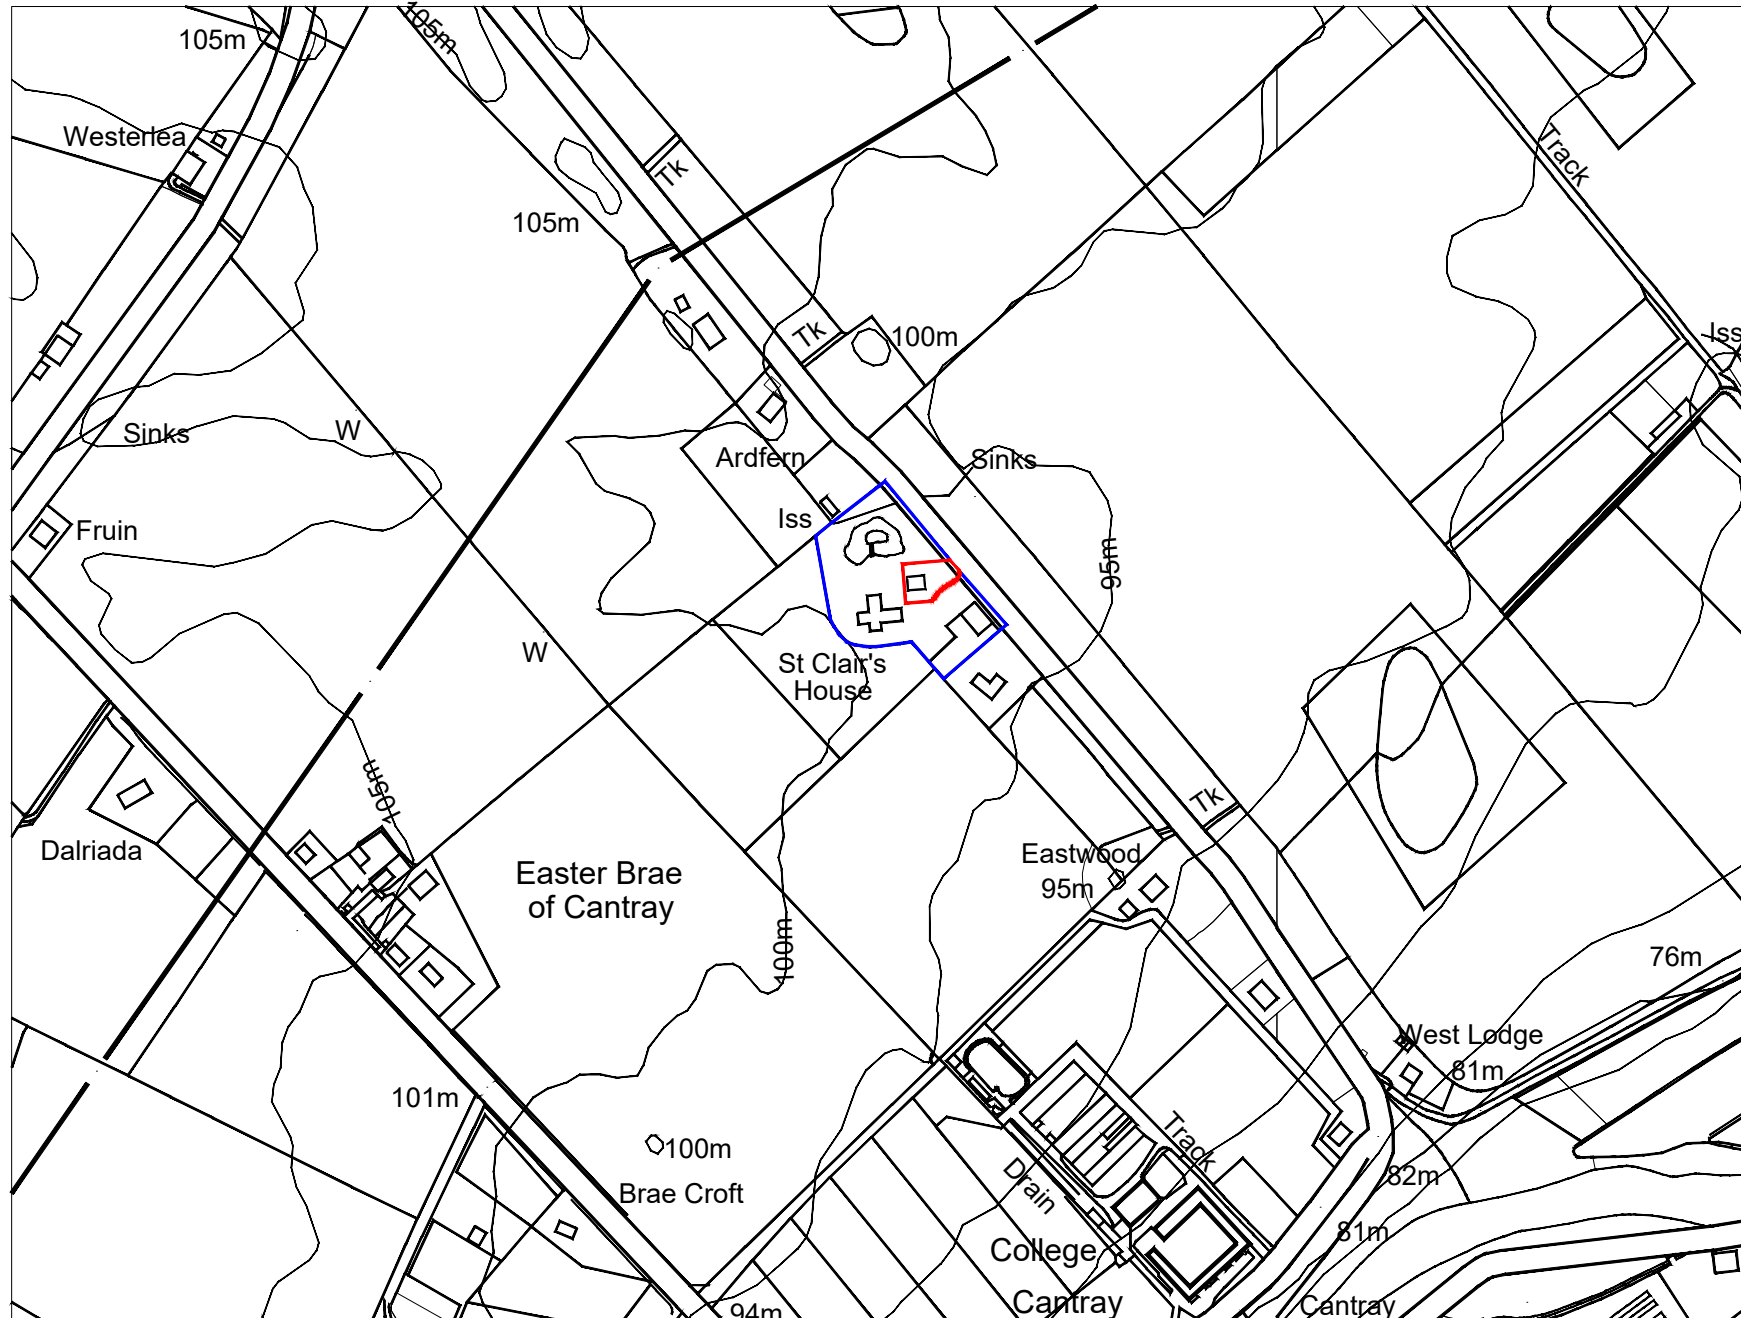 105m
105m
Westerlea
Track
Tk
105m
Tk
100m
Iss
Sinks
W
Ardfern
Sinks
Iss
Fruin
95m
W
St Clair's
House
105m
Tk
Dalriada
Eastwood
95m
Easter Brae
of Cantray
100m
76m
West Lodge
81m
101m
100m
Track
Drain
82m
Brae Croft
81m
College
Cantray
Cantray
94m